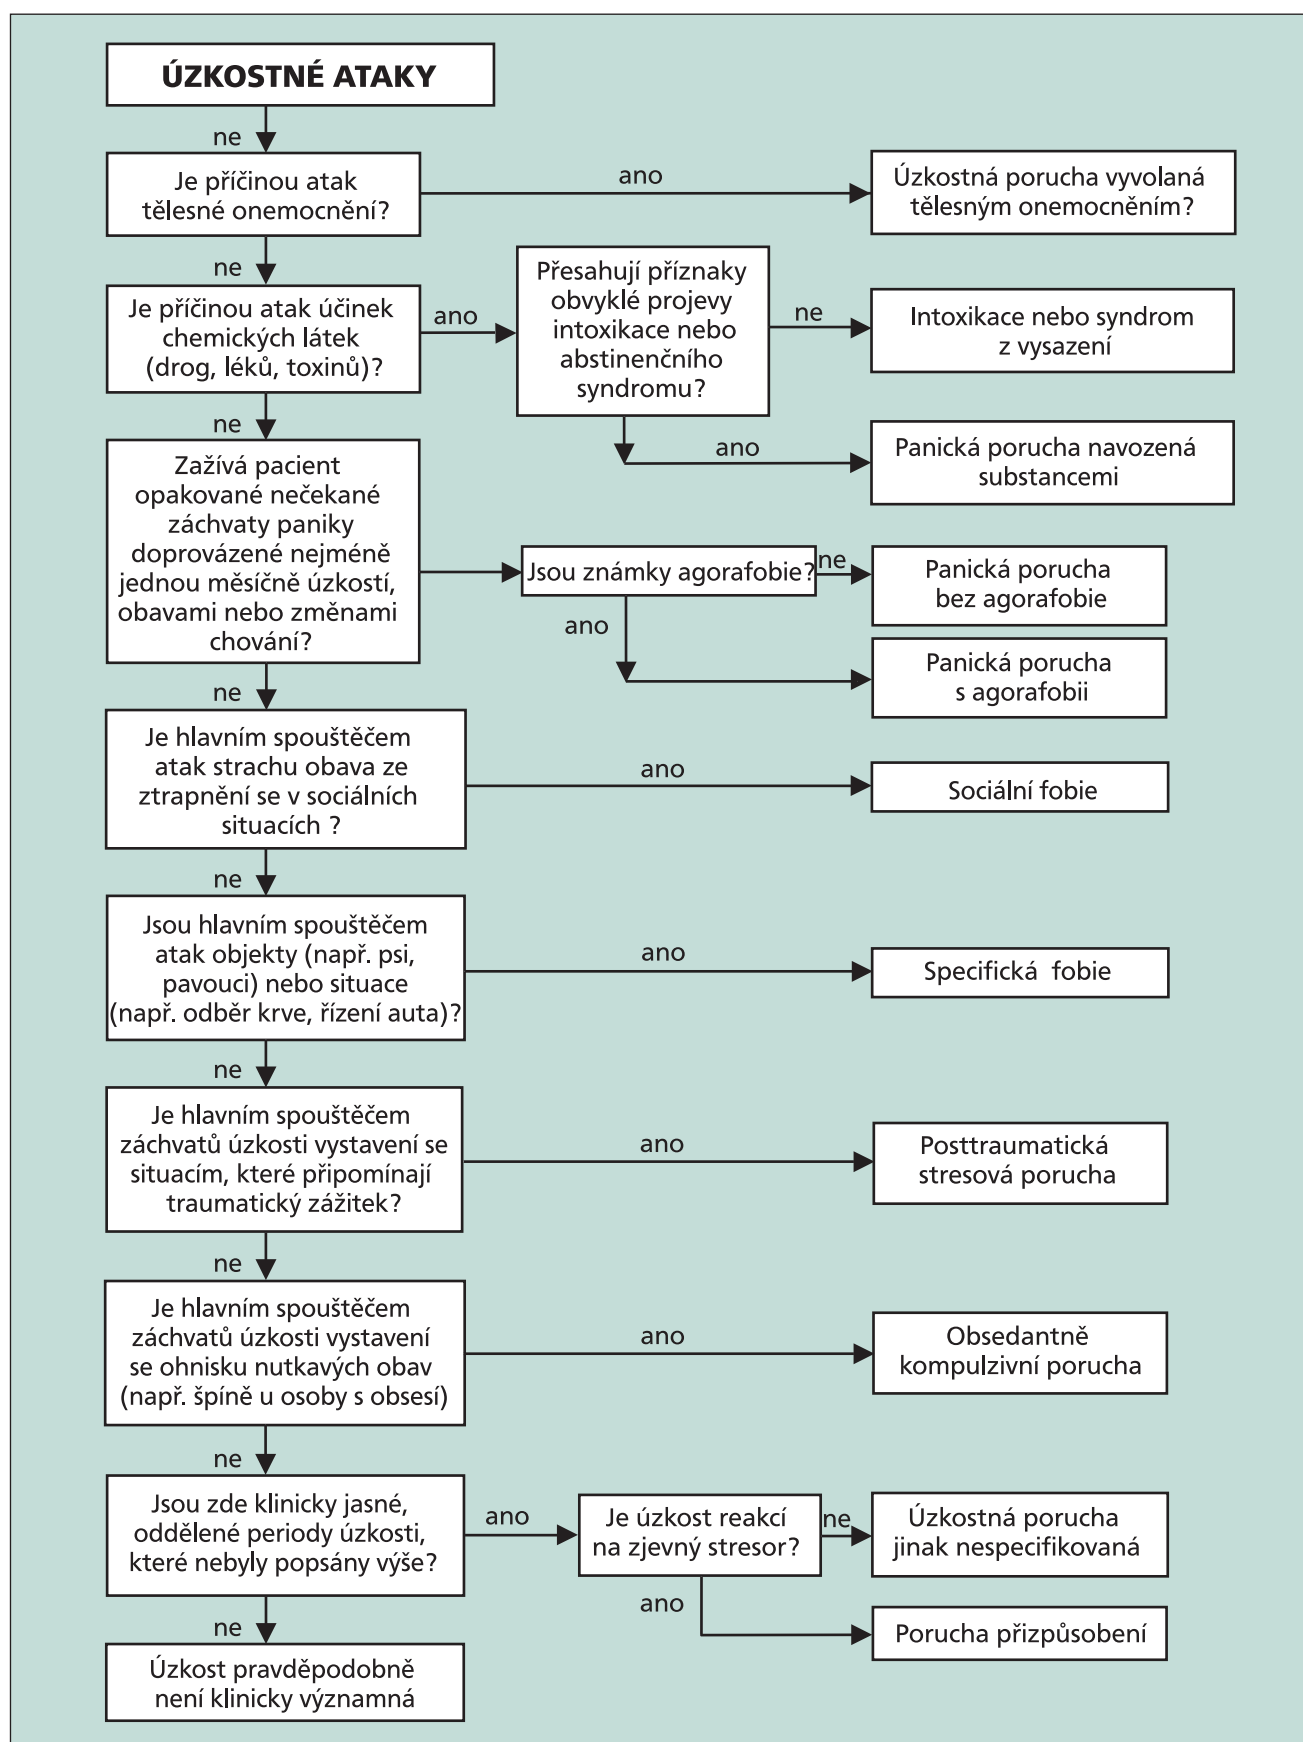 ÚZKOSTNÉ ATAKY
ne
Je příčinou atak
tělesné onemocnění?
ano
Úzkostná porucha vyvolaná
tělesným onemocněním?
ne
Je příčinou atak účinek
chemických látek
(drog, léků, toxinů)?
ano
Přesahují příznaky
obvyklé projevy
intoxikace nebo
abstinenčního
syndromu?
ne
Intoxikace nebo syndrom
z vysazení
ano
Panická porucha navozená
substancemi
ne
Zažívá pacient
opakované nečekané
záchvaty paniky
doprovázené nejméně
jednou měsíčně úzkostí,
obavami nebo změnami
chování?
Jsou známky agorafobie?
ne
Panická porucha
bez agorafobie
ano
Panická porucha
s agorafobii
ne
Je hlavním spouštěčem
atak strachu obava ze
ztrapnění se v sociálních
situacích ?
ano
Sociální fobie
ne
Jsou hlavním spouštěčem
atak objekty (např. psi,
pavouci) nebo situace
(např. odběr krve, řízení auta)?
ano
Specifická fobie
ne
Je hlavním spouštěčem
záchvatů úzkosti vystavení se
situacím, které připomínají
traumatický zážitek?
ano
Posttraumatická
stresová porucha
ne
Je hlavním spouštěčem
záchvatů úzkosti vystavení
se ohnisku nutkavých obav
(např. špíně u osoby s obsesí)
ano
Obsedantně
kompulzivní porucha
ne
Jsou zde klinicky jasné,
oddělené periody úzkosti,
které nebyly popsány výše?
ano
Je úzkost reakcí
na zjevný stresor?
ne
Úzkostná porucha
jinak nespecifikovaná
ano
Porucha přizpůsobení
ne
Úzkost pravděpodobně
není klinicky významná